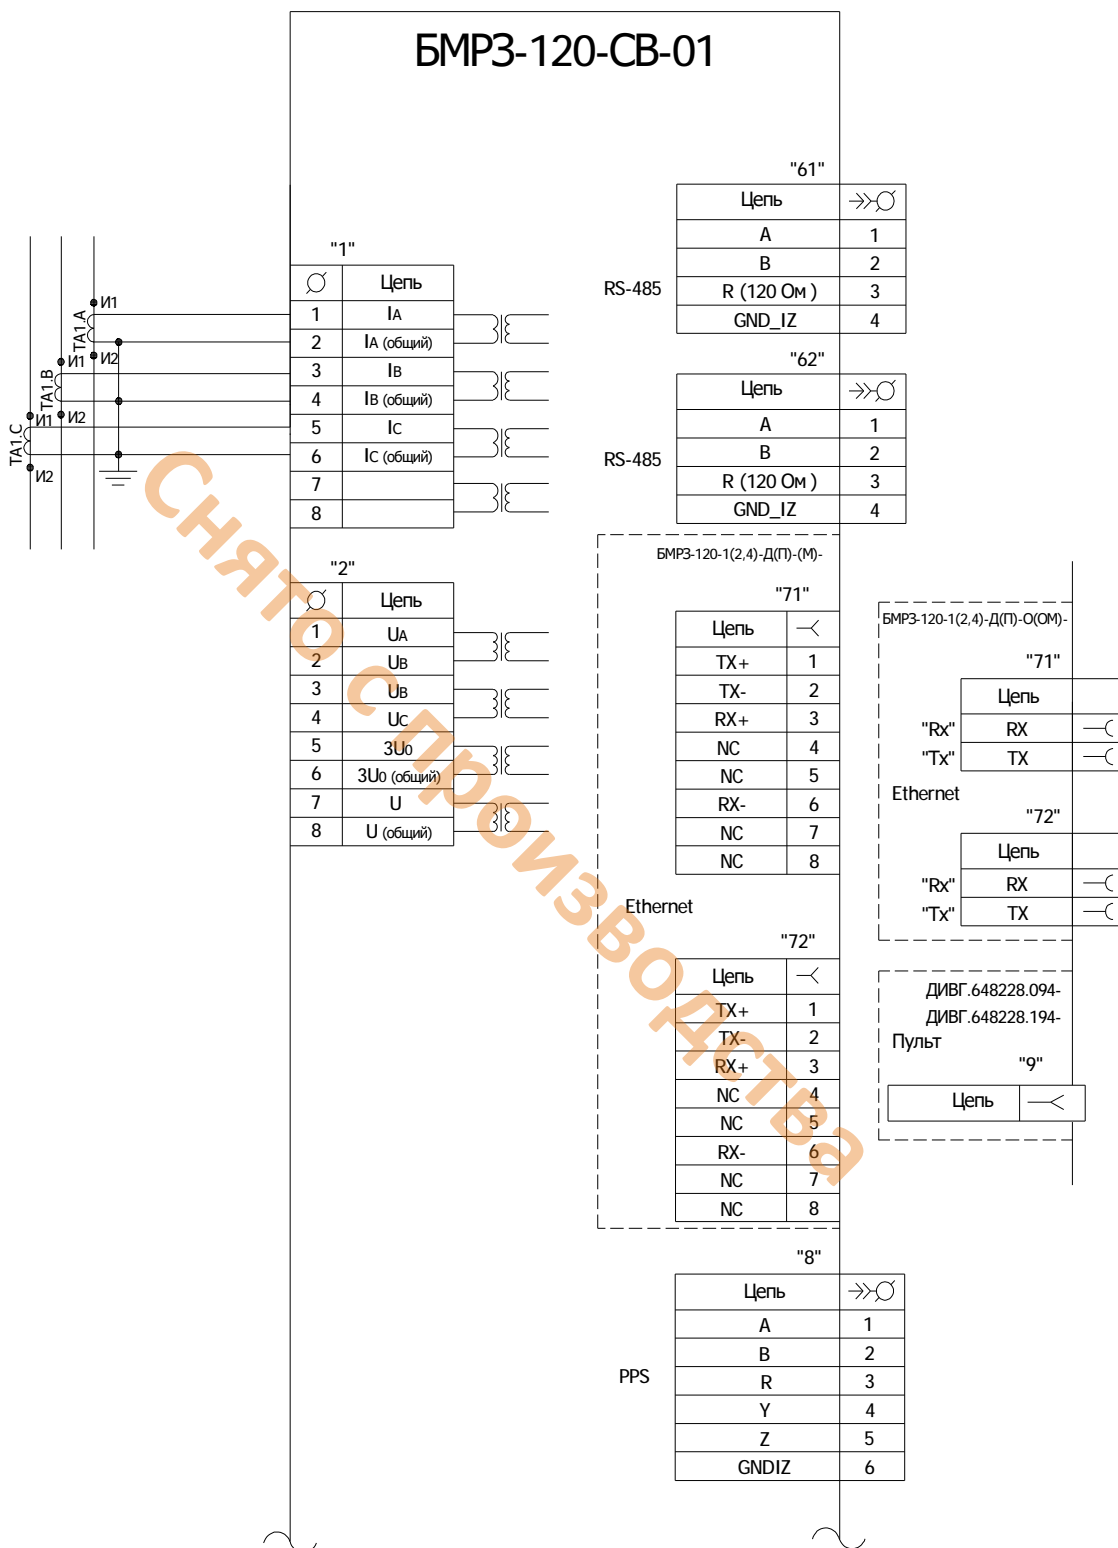 БМРЗ-120-СВ-01
"1"
Цепь
1 IA
2 IA (общий)
3 IB
4 IB (общий)
5 IC
6 IC (общий)
7
8
И1
TA1.A
И2
И1
TA1.B
И2
И1
TA1.C
И2
"2"
Цепь
1 UA
2 UB
3 UB
4 UC
5 3U0
6 3U0 (общий)
7 U
8 U (общий)
"61"
Цепь
A 1
B 2
RS-485
R (120 Ом) 3
GND_IZ 4
"62"
Цепь
A 1
B 2
RS-485
R (120 Ом) 3
GND_IZ 4
БМРЗ-120-1(2,4)-Д(П)-(М)-
"71"
Цепь
TX+ 1
TX- 2
RX+ 3
NC 4
NC 5
RX- 6
NC 7
NC 8
Ethernet
"72"
Цепь
TX+ 1
TX- 2
RX+ 3
NC 4
NC 5
RX- 6
NC 7
NC 8
"8"
Цепь
A 1
B 2
PPS
R 3
Y 4
Z 5
GNDIZ 6
БМРЗ-120-1(2,4)-Д(П)-О(ОМ)-
"71"
Цепь
"Rx" RX
"Tx" TX
Ethernet
"72"
Цепь
"Rx" RX
"Tx" TX
ДИВГ.648228.094-
ДИВГ.648228.194-
Пульт
"9"
Цепь
Снято с производства